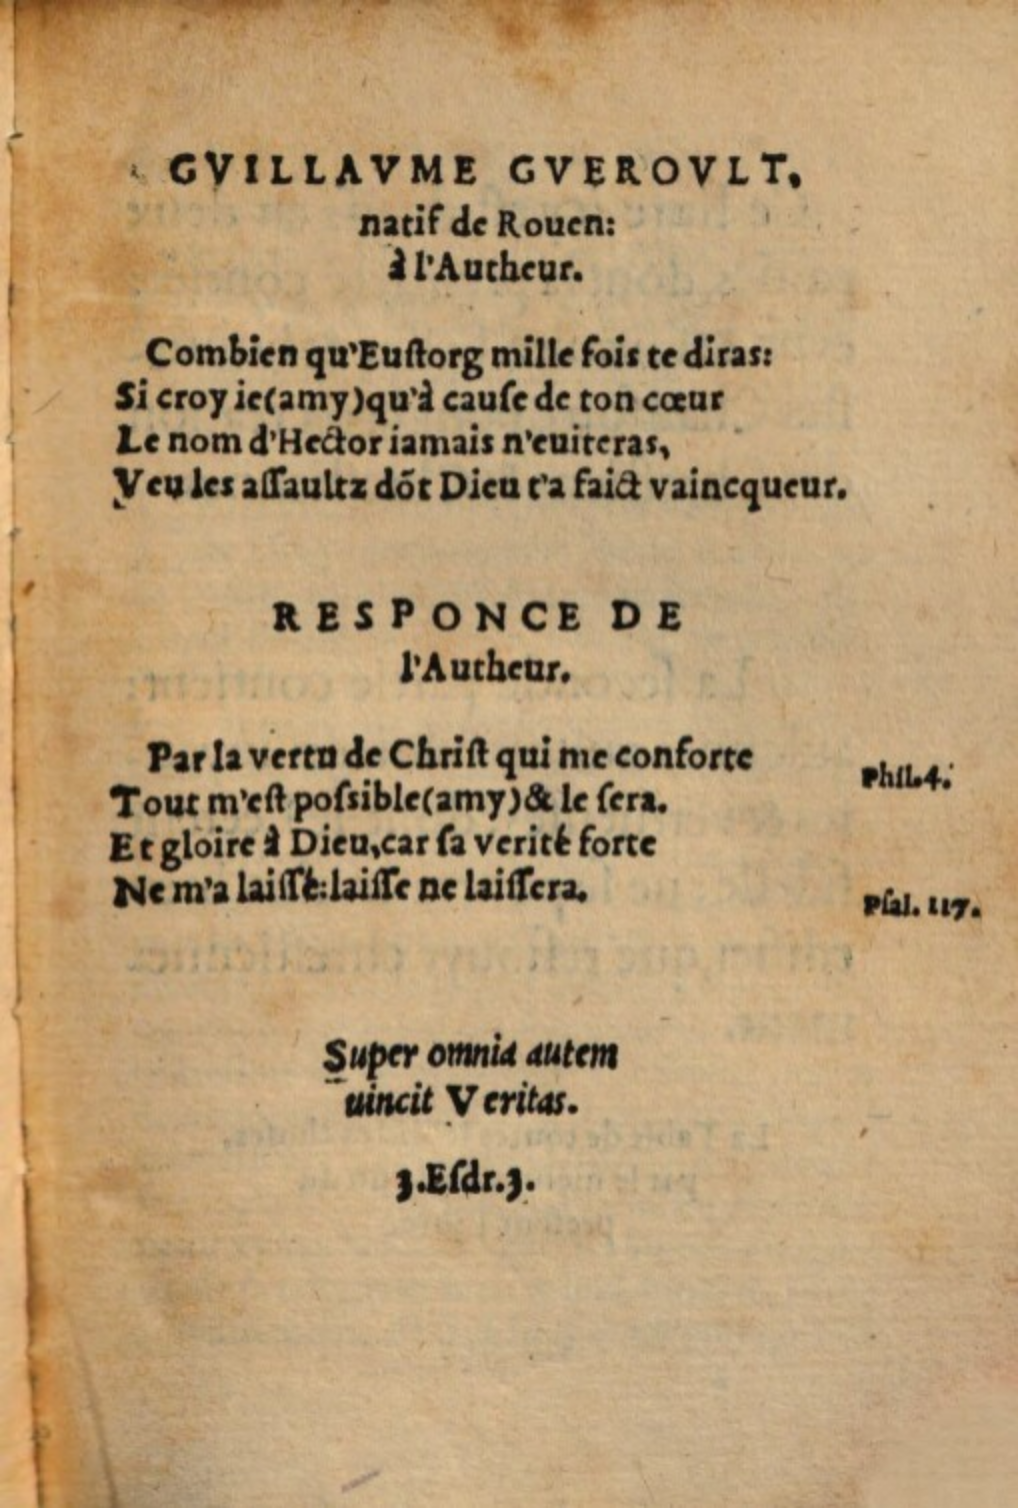 GVILLAVME GVEROVLT,
natif de Rouen:
à l'Autheur.
Combien qu'Euſtorg mille fois te diras:
Si croy ie(amy)qu'à cauſe de ton cœur
Le nom d'Hector iamais n'euiteras,
Veu les aſſaultz dõt Dieu t'a faict vaincqueur.
RESPONCE DE
l'Autheur.
Par la vertu de Chriſt qui me conforte
Tout m'eſt poſsible(amy)& le ſera.
Et gloire à Dieu,car ſa verité forte
Ne m'a laiſſé:laiſſe ne laiſſera.
Phil.4.
Pſal. 117.
Super omnia autem
uincit Veritas.
3.Eſdr.3.